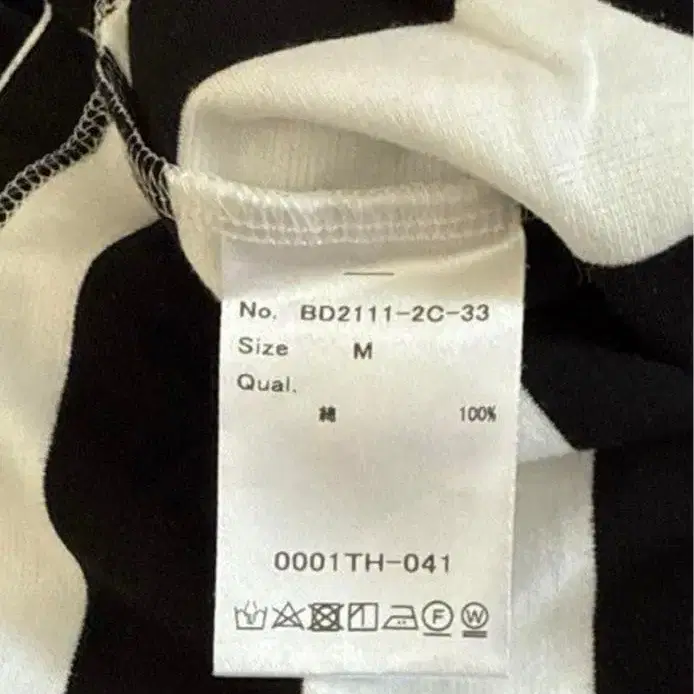 No. BD2111-2C-33
Size M
Qual.
綿 100%
0001TH-041
F W